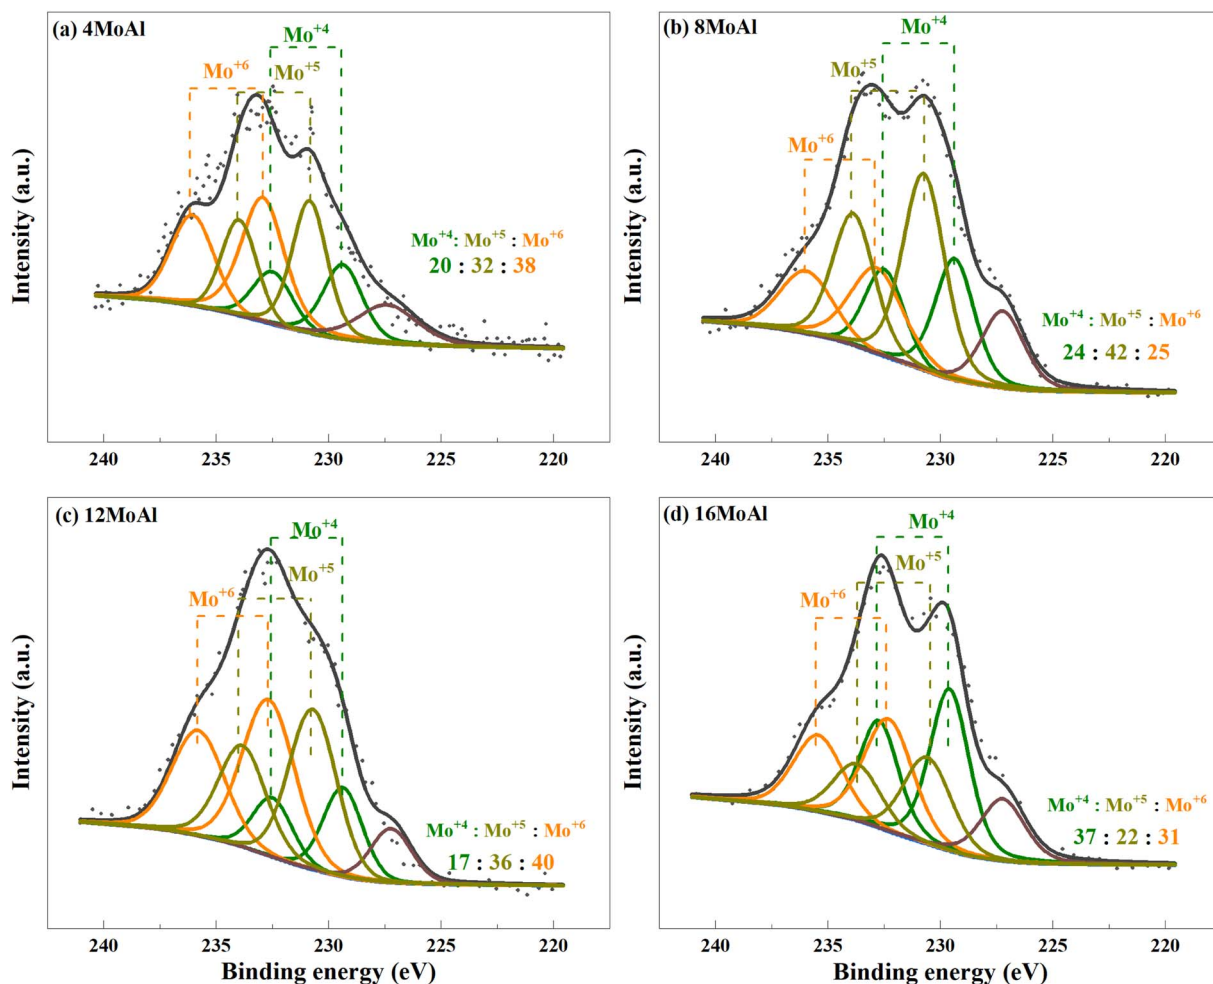 (a) 4MoAl
Mo+4
Mo+6
Mo+5
Mo+4: Mo+5 : Mo+6
20 : 32 : 38
Intensity (a.u.)
240 235 230 225 220
(b) 8MoAl
Mo+4
Mo+5
Mo+6
Mo+4 : Mo+5 : Mo+6
24 : 42 : 25
Intensity (a.u.)
240 235 230 225 220
(c) 12MoAl
Mo+4
Mo+5
Mo+6
Mo+4 : Mo+5 : Mo+6
17 : 36 : 40
Intensity (a.u.)
240 235 230 225 220
Binding energy (eV)
(d) 16MoAl
Mo+4
Mo+5
Mo+6
Mo+4 : Mo+5 : Mo+6
37 : 22 : 31
Intensity (a.u.)
240 235 230 225 220
Binding energy (eV)